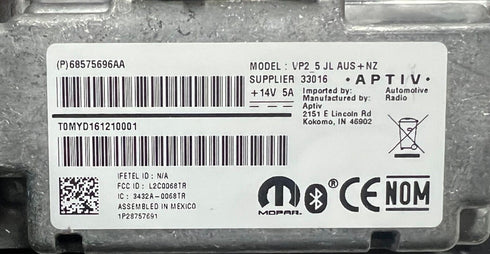 (P)68575696AA
MODEL : VP2_5 JL AUS+NZ
SUPPLIER 33016
· APTIV ·
+14V 5A
Imported by:
Manufactured by:
Aptiv
2151 E Lincoln Rd
Kokomo, IN 46902
Automotive
Radio
T0MYD161210001
IFETEL ID : N/A
FCC ID : L2C0068TR
IC : 3432A-0068TR
ASSEMBLED IN MEXICO
1P28757691
MOPAR
CE
NOM